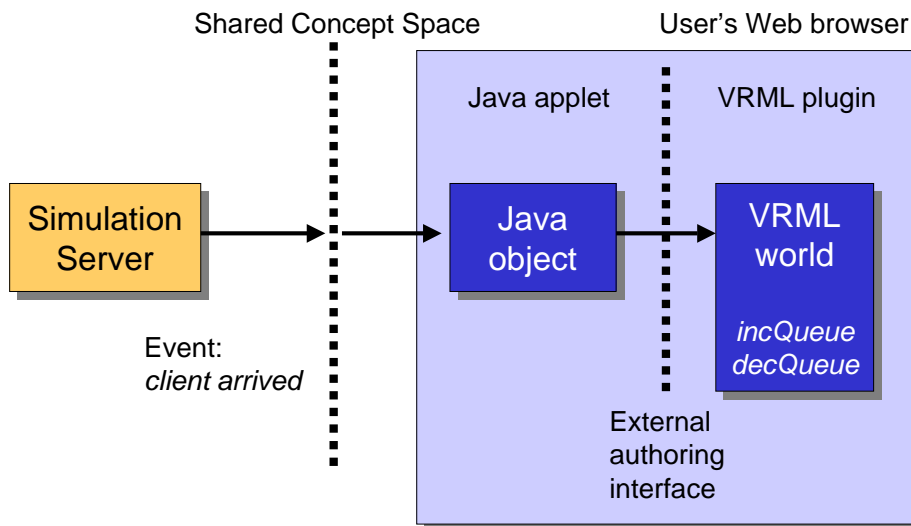 Shared Concept Space
User's Web browser
Java applet
VRML plugin
Simulation
Server
Java
object
VRML
world
incQueue
decQueue
Event:
client arrived
External
authoring
interface